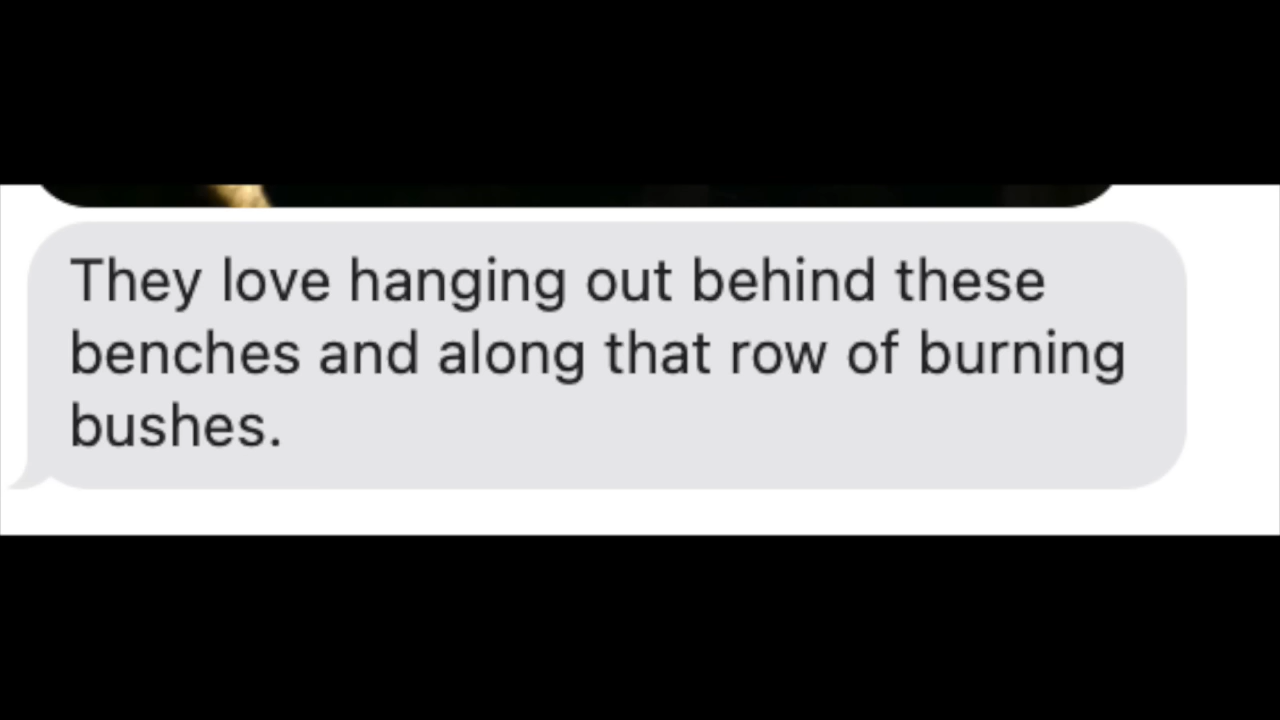 They love hanging out behind these
benches and along that row of burning
bushes.